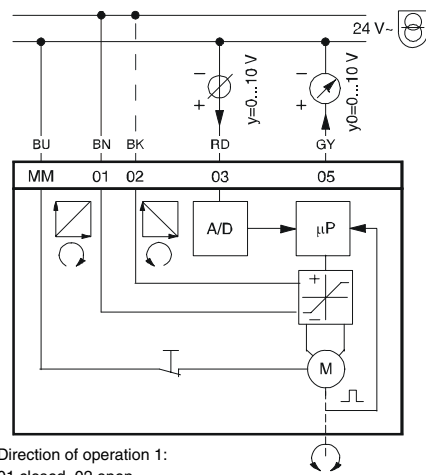 24 V~
y=0...10 V
y0=0...10 V
− −
+ +
BU BN BK RD GY
MM 01 02 03 05
A/D µP
+
−
M
Direction of operation 1:
01 closed, 02 open